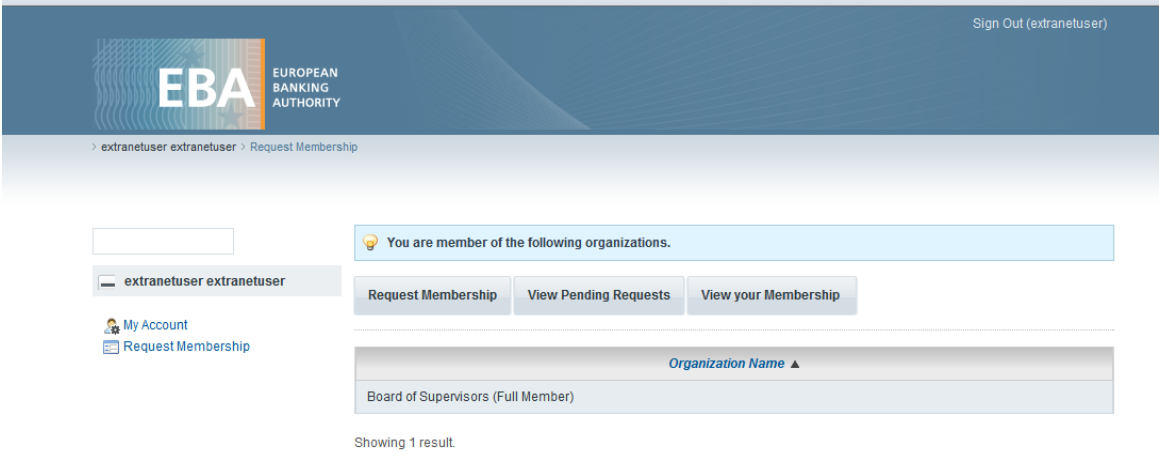 Sign Out (extranetuser)
EBA
EUROPEAN
BANKING
AUTHORITY
› extranetuser extranetuser › Request Membership
You are member of the following organizations.
extranetuser extranetuser
Request Membership View Pending Requests View your Membership
My Account
Request Membership
Organization Name ▲
Board of Supervisors (Full Member)
Showing 1 result.